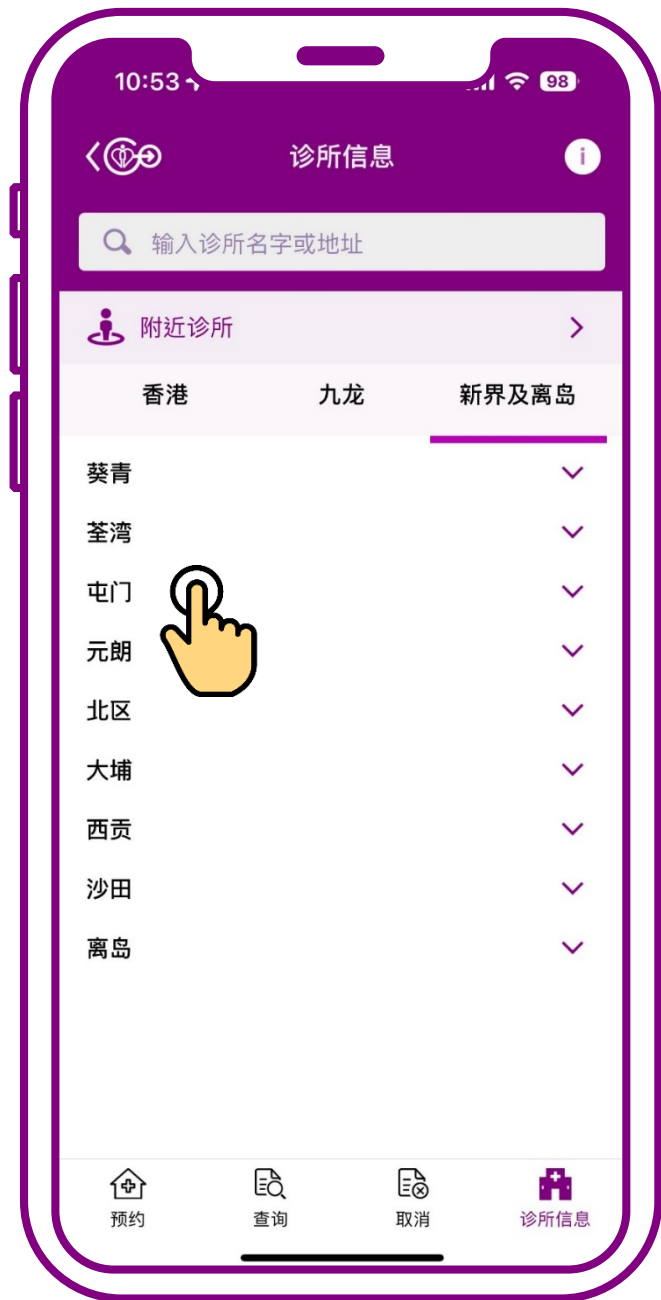 10:53
98
诊所信息
i
输入诊所名字或地址
附近诊所
香港 九龙 新界及离岛
葵青
荃湾
屯门
元朗
北区
大埔
西贡
沙田
离岛
预约 查询 取消 诊所信息